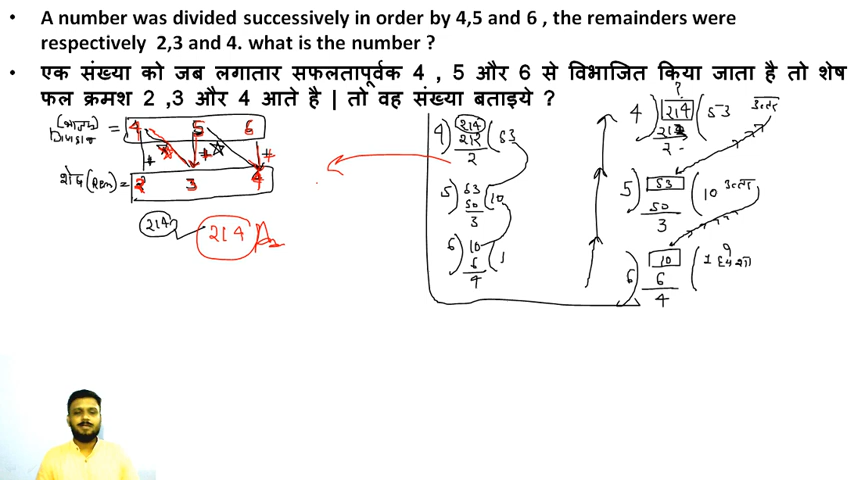 • A number was divided successively in order by 4,5 and 6 , the remainders were
respectively 2,3 and 4. what is the number ?
• एक संख्या को जब लगातार सफलतापूर्वक 4 , 5 और 6 से विभाजित किया जाता है तो शेष
फल क्रमश 2 ,3 और 4 आते है | तो वह संख्या बताइये ?
(भाजक)
= 4 5 6
शेष (Rem) = 2 3 4
214
214
4) 214 (53
212
2
5) 53 (10
50
3
6) 10 (1
6
4
?
4) 214 (53
2
5) 53 (10
50
3
6) 10 (1
6
4